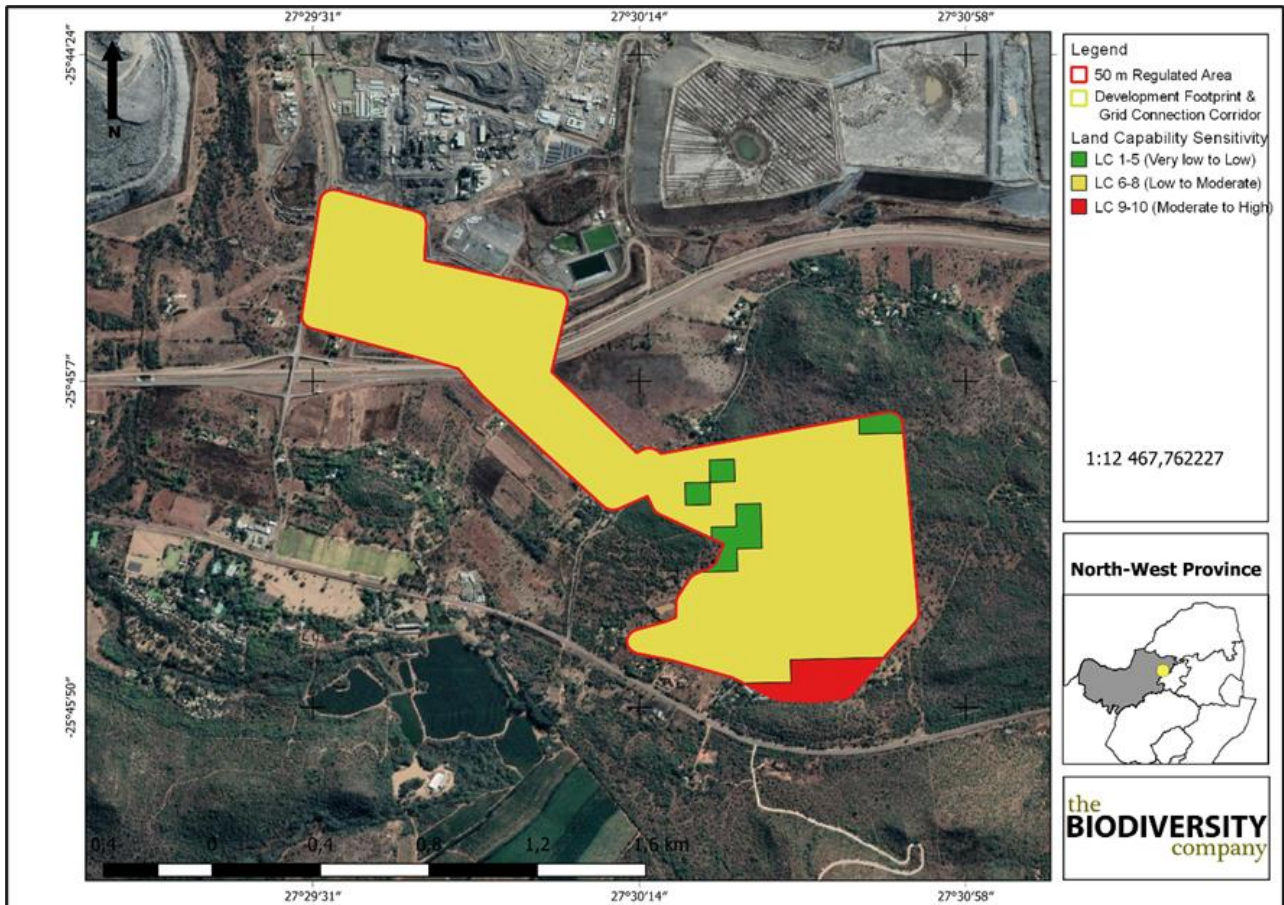 27°29′31″ 27°30′14″ 27°30′58″
-25°44′24″
-25°45′7″
-25°45′50″
N
27°29′31″ 27°30′14″ 27°30′58″
0,4 0 0,4 0,8 1,2 1,6 km
Legend
50 m Regulated Area
Development Footprint &
Grid Connection Corridor
Land Capability Sensitivity
LC 1-5 (Very low to Low)
LC 6-8 (Low to Moderate)
LC 9-10 (Moderate to High)
1:12 467,762227
North-West Province
the
BIODIVERSITY
company